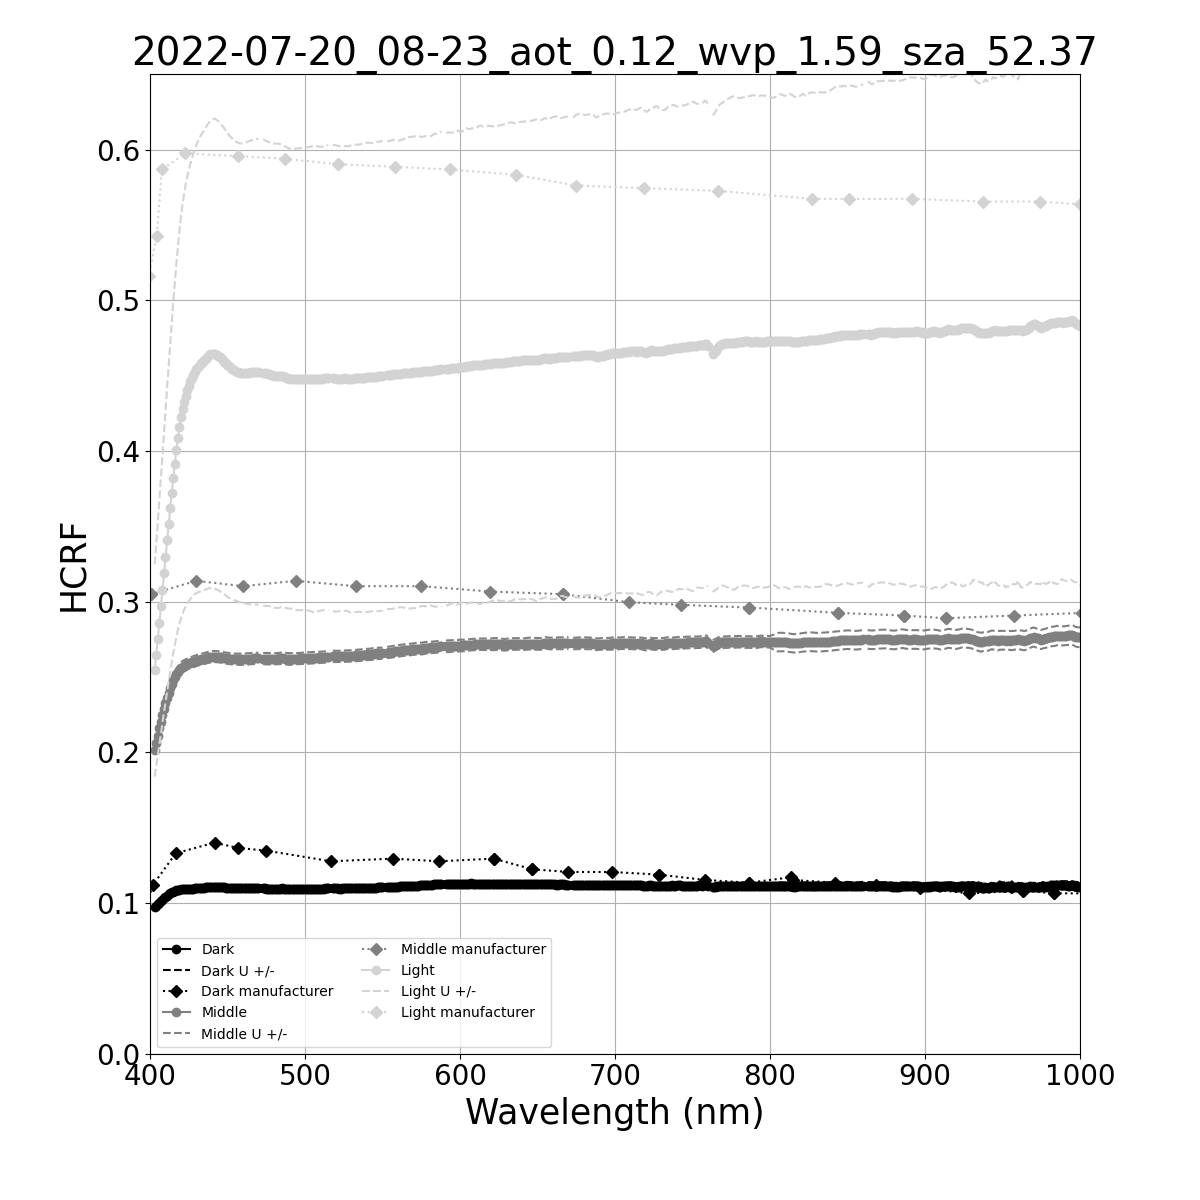 2022-07-20_08-23_aot_0.12_wvp_1.59_sza_52.37
0.6
0.5
0.4
0.3
0.2
0.1
0.0
HCRF
Dark
Dark U +/-
Dark manufacturer
Middle
Middle U +/-
Middle manufacturer
Light
Light U +/-
Light manufacturer
400 500 600 700 800 900 1000
Wavelength (nm)